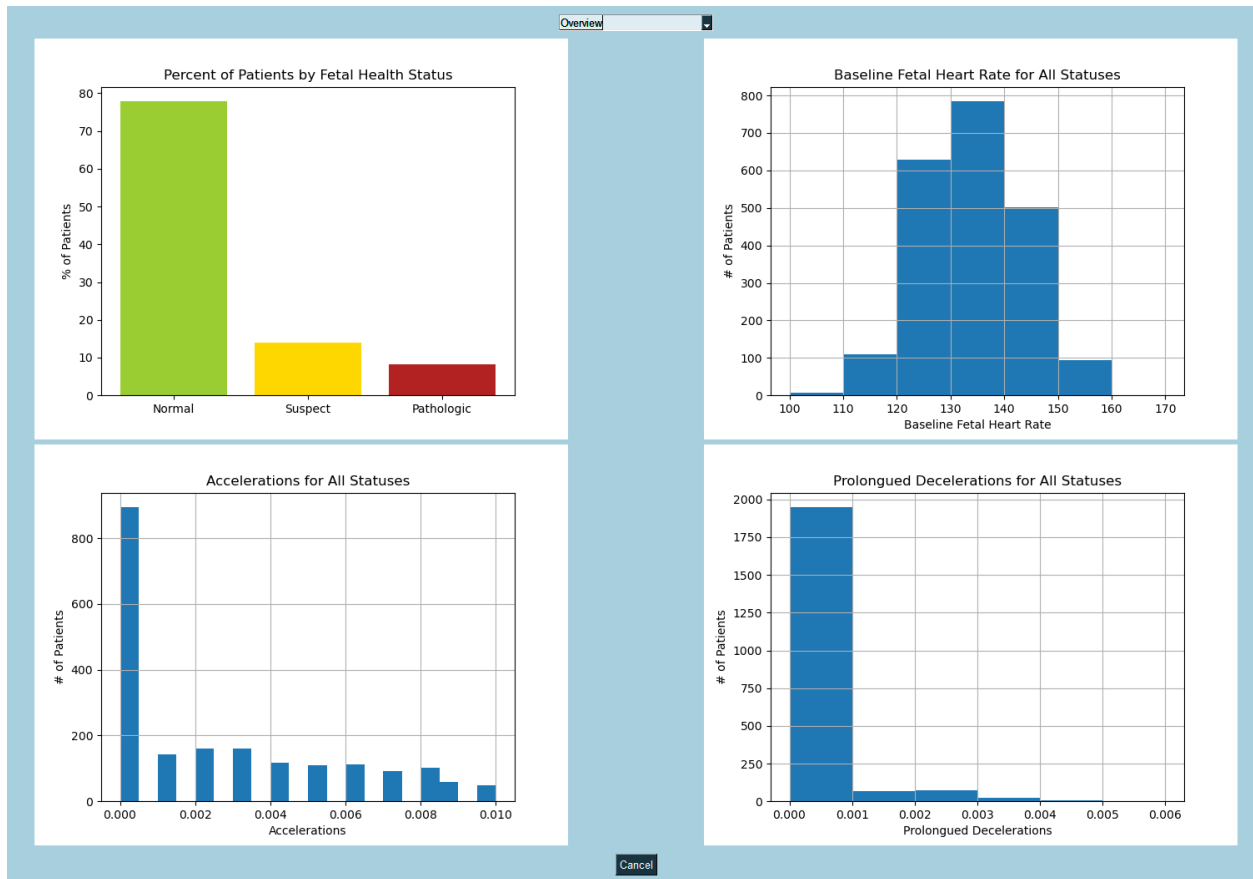 Overview
Percent of Patients by Fetal Health Status
80
70
60
50
40
30
20
10
0
% of Patients
Normal Suspect Pathologic
Baseline Fetal Heart Rate for All Statuses
800
700
600
500
400
300
200
100
0
# of Patients
100 110 120 130 140 150 160 170
Baseline Fetal Heart Rate
Accelerations for All Statuses
800
600
400
200
0
# of Patients
0.000 0.002 0.004 0.006 0.008 0.010
Accelerations
Prolongued Decelerations for All Statuses
2000
1750
1500
1250
1000
750
500
250
0
# of Patients
0.000 0.001 0.002 0.003 0.004 0.005 0.006
Prolongued Decelerations
Cancel